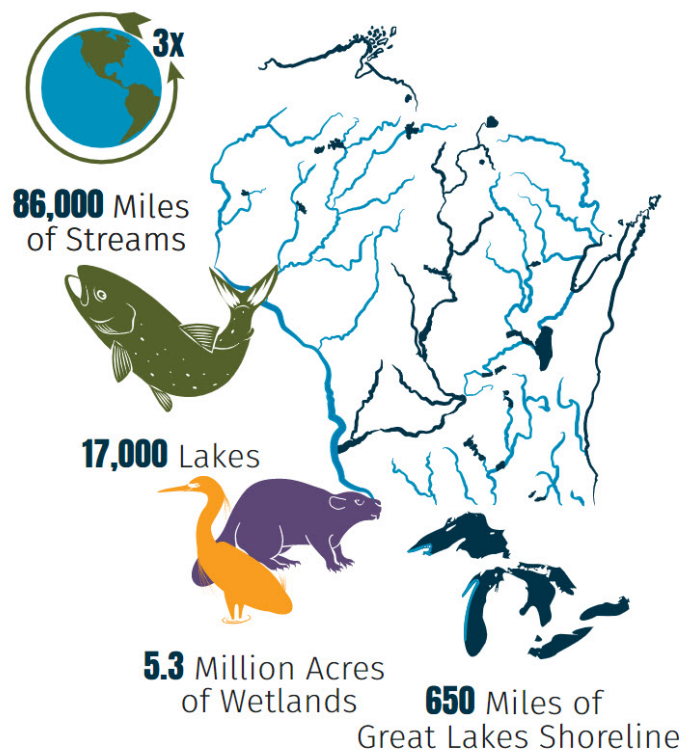 3x
86,000 Miles
of Streams
17,000 Lakes
5.3 Million Acres
of Wetlands
650 Miles of
Great Lakes Shoreline